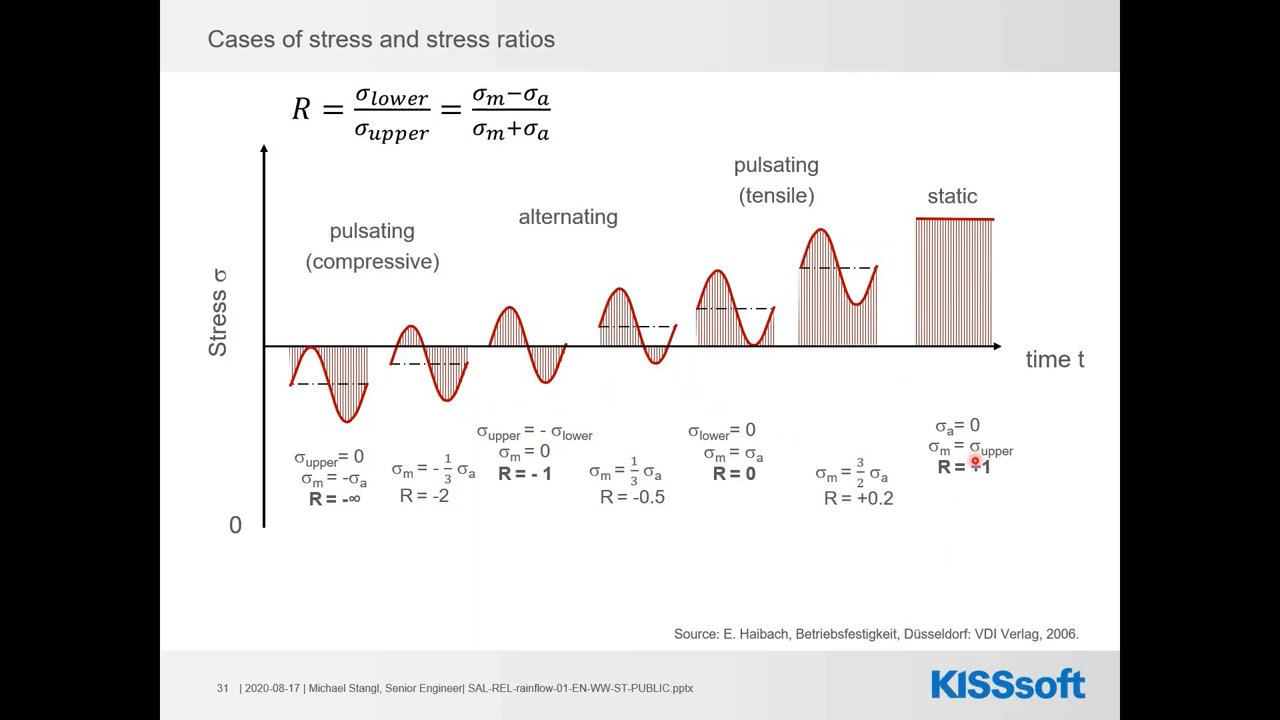 Cases of stress and stress ratios
R = σlower/σupper = σm−σa/σm+σa
pulsating
(tensile)
static
alternating
pulsating
(compressive)
Stress σ
time t
σupper = 0
σm = -σa
R = -∞
σm = - 1/3 σa
R = -2
σupper = - σlower
σm = 0
R = - 1
σm = 1/3 σa
R = -0.5
σlower = 0
σm = σa
R = 0
σm = 3/2 σa
R = +0.2
σa = 0
σm = σupper
R = +1
0
Source: E. Haibach, Betriebsfestigkeit, Düsseldorf: VDI Verlag, 2006.
31 | 2020-08-17 | Michael Stangl, Senior Engineer| SAL-REL-rainflow-01-EN-WW-ST-PUBLIC.pptx
KISSsoft